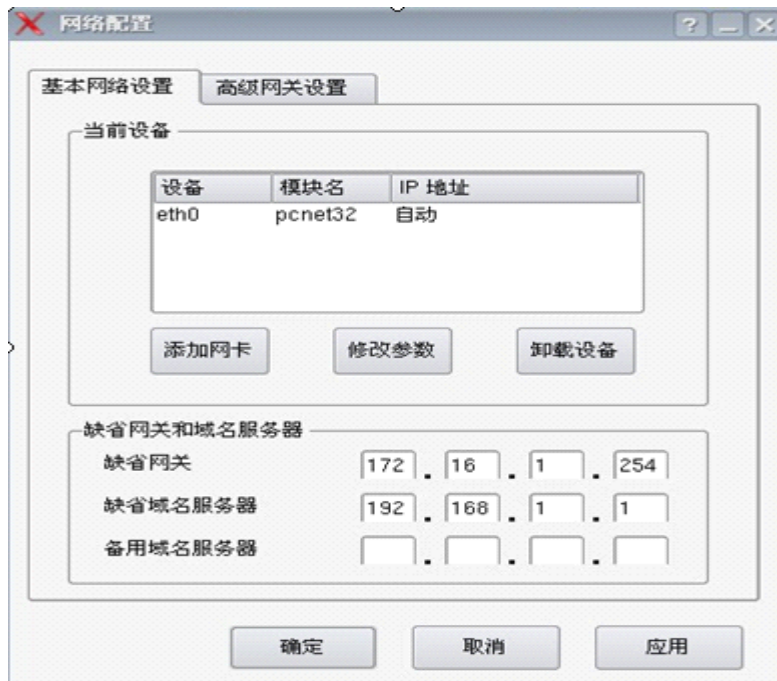 网络配置
基本网络设置 高级网关设置
当前设备
设备 模块名 IP 地址
eth0 pcnet32 自动
添加网卡 修改参数 卸载设备
缺省网关和域名服务器
缺省网关 172 . 16 . 1 . 254
缺省域名服务器 192 . 168 . 1 . 1
备用域名服务器 . . .
确定 取消 应用